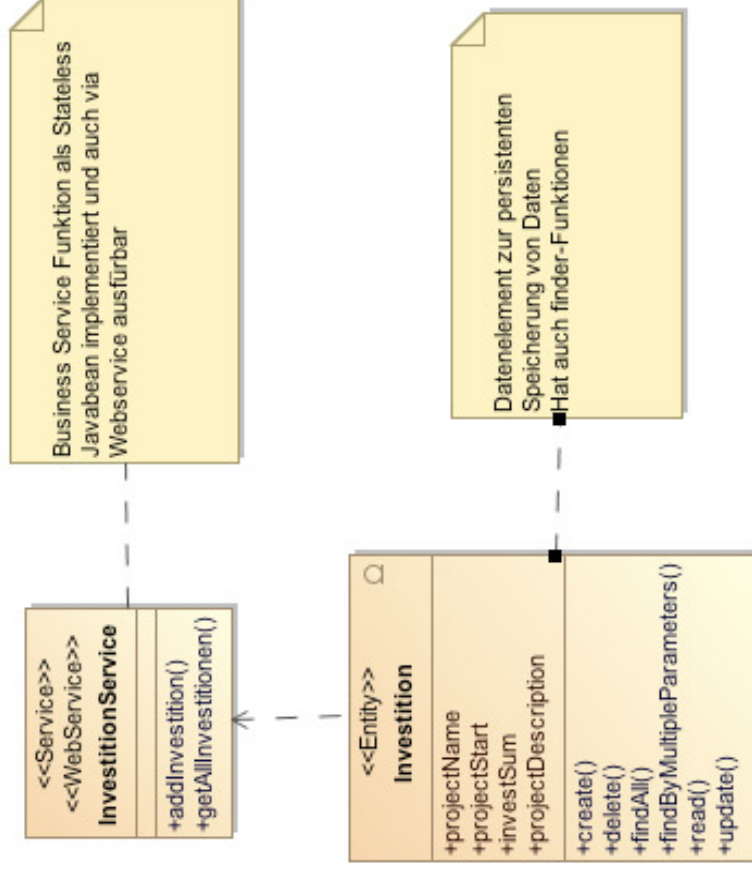 <<Service>>
<<WebService>>
InvestitionService
+addInvestition()
+getAllInvestitionen()
Business Service Funktion als Stateless
Javabean implementiert und auch via
Webservice ausfürbar
<<Entity>>
Investition
+projectName
+projectStart
+investSum
+projectDescription
+create()
+delete()
+findAll()
+findByMultipleParameters()
+read()
+update()
Datenelement zur persistenten
Speicherung von Daten
Hat auch finder-Funktionen